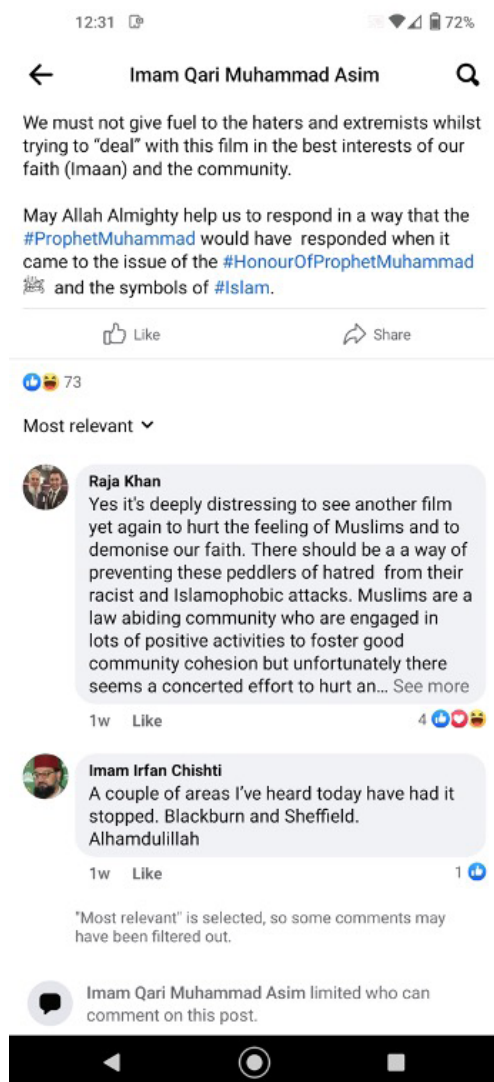 12:31
72%
Imam Qari Muhammad Asim
We must not give fuel to the haters and extremists whilst
trying to “deal” with this film in the best interests of our
faith (Imaan) and the community.
May Allah Almighty help us to respond in a way that the
#ProphetMuhammad would have responded when it
came to the issue of the #HonourOfProphetMuhammad
ﷺ and the symbols of #Islam.
Like
Share
73
Most relevant
Raja Khan
Yes it's deeply distressing to see another film
yet again to hurt the feeling of Muslims and to
demonise our faith. There should be a a way of
preventing these peddlers of hatred from their
racist and Islamophobic attacks. Muslims are a
law abiding community who are engaged in
lots of positive activities to foster good
community cohesion but unfortunately there
seems a concerted effort to hurt an... See more
1w Like 4
Imam Irfan Chishti
A couple of areas I’ve heard today have had it
stopped. Blackburn and Sheffield.
Alhamdulillah
1w Like 1
"Most relevant" is selected, so some comments may
have been filtered out.
Imam Qari Muhammad Asim limited who can
comment on this post.